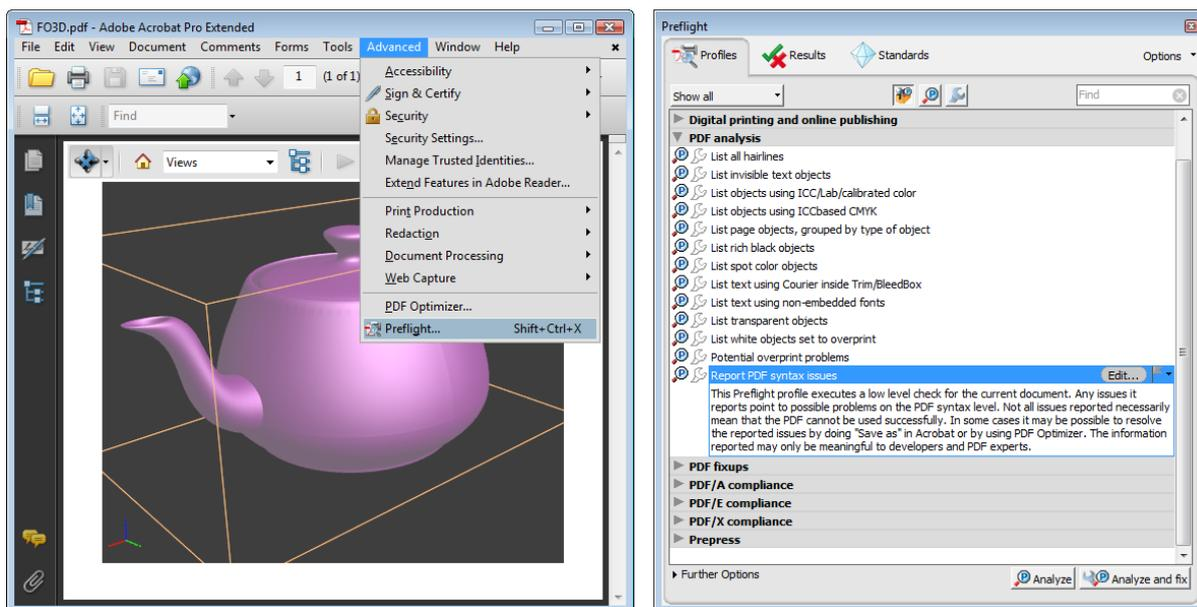 FO3D.pdf - Adobe Acrobat Pro Extended
File Edit View Document Comments Forms Tools Advanced Window Help
1 (1 of 1)
Find
Views
Accessibility
Sign & Certify
Security
Security Settings...
Manage Trusted Identities...
Extend Features in Adobe Reader...
Print Production
Redaction
Document Processing
Web Capture
PDF Optimizer...
Preflight... Shift+Ctrl+X
Preflight
Profiles Results Standards Options
Show all Find
Digital printing and online publishing
PDF analysis
List all hairlines
List invisible text objects
List objects using ICC/Lab/calibrated color
List objects using ICCbased CMYK
List page objects, grouped by type of object
List rich black objects
List spot color objects
List text using Courier inside Trim/BleedBox
List text using non-embedded fonts
List transparent objects
List white objects set to overprint
Potential overprint problems
Report PDF syntax issues Edit...
This Preflight profile executes a low level check for the current document. Any issues it
reports point to possible problems on the PDF syntax level. Not all issues reported necessarily
mean that the PDF cannot be used successfully. In some cases it may be possible to resolve
the reported issues by doing "Save as" in Acrobat or by using PDF Optimizer. The information
reported may only be meaningful to developers and PDF experts.
PDF fixups
PDF/A compliance
PDF/E compliance
PDF/X compliance
Prepress
Further Options Analyze Analyze and fix